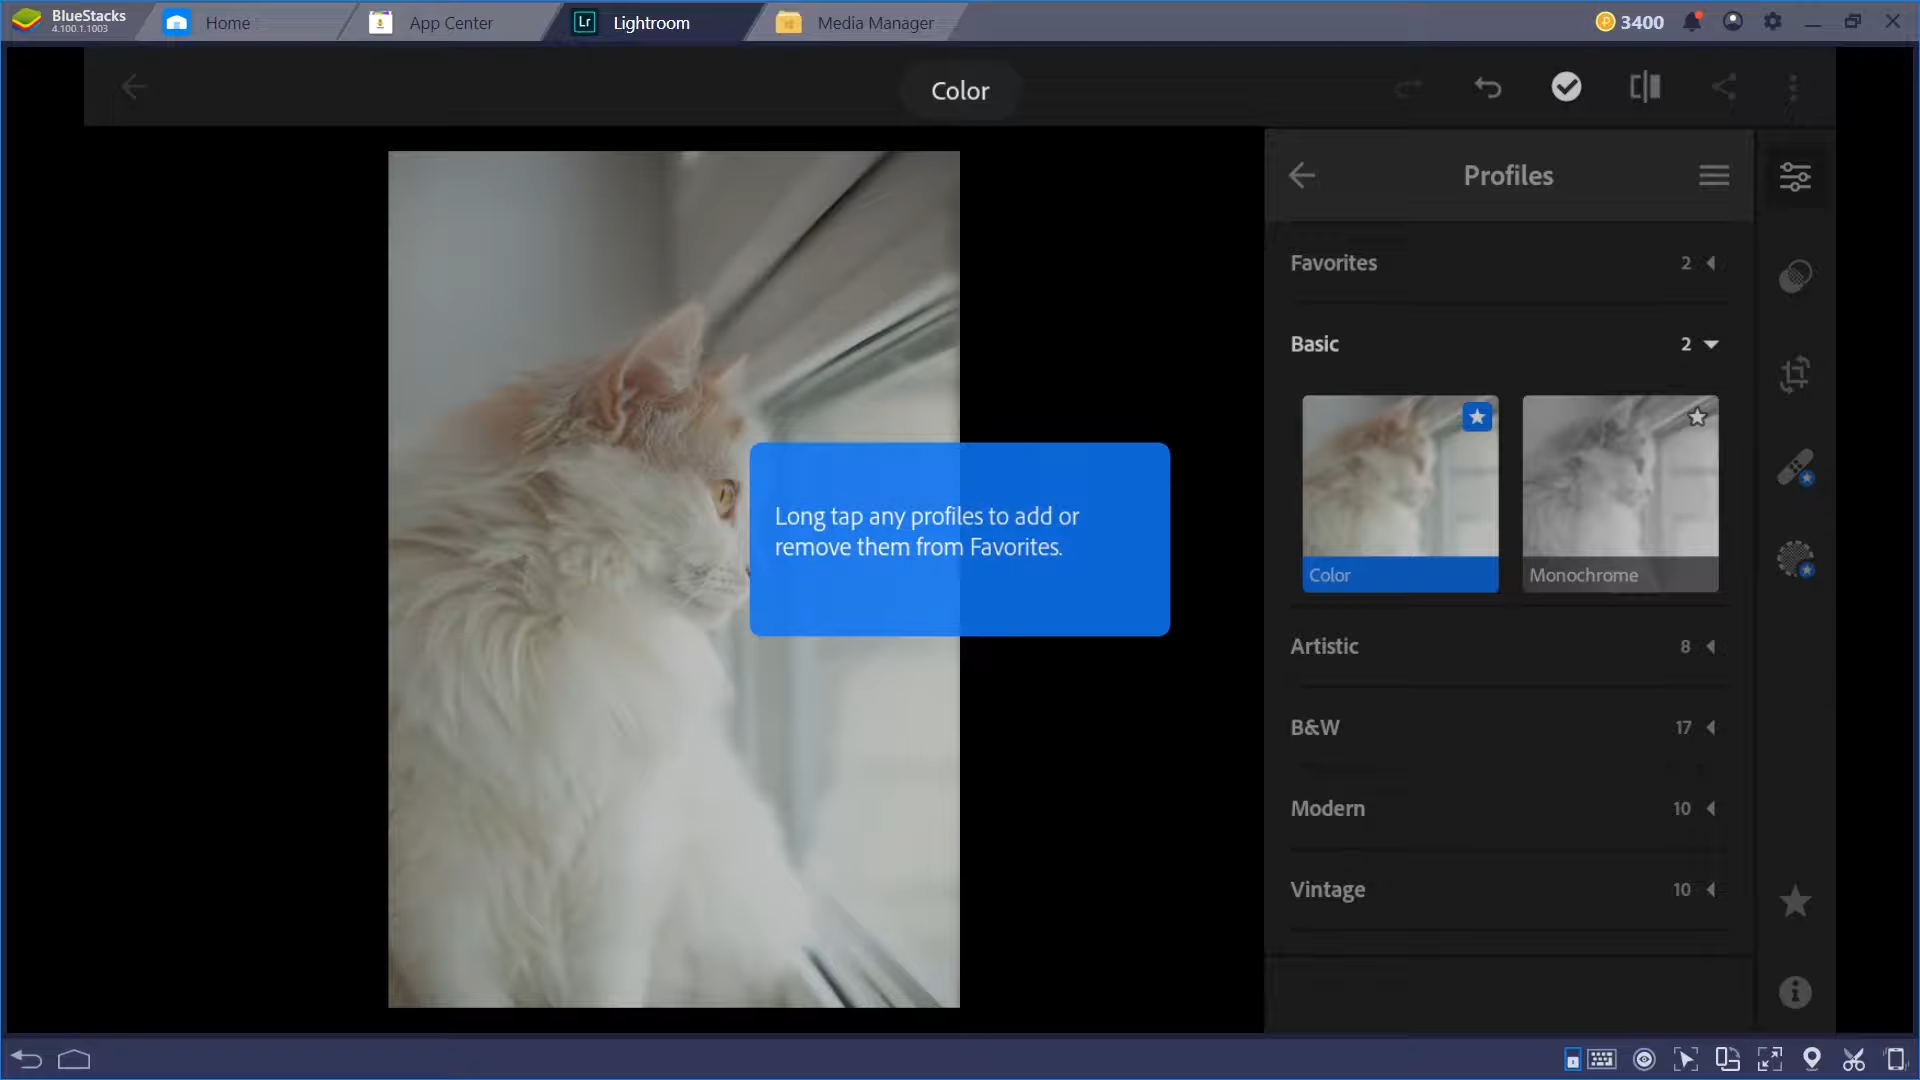 BlueStacks
4.100.1.1003
Home
App Center
Lr
Lightroom
Media Manager
3400
Color
Profiles
Favorites 2
Basic 2
Color
Monochrome
Long tap any profiles to add or
remove them from Favorites.
Artistic 8
B&W 17
Modern 10
Vintage 10